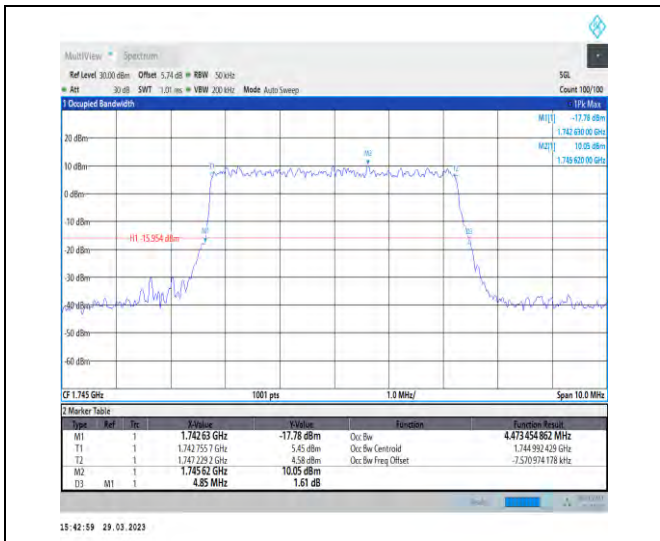 MultiView Spectrum
Ref Level 30.00 dBm Offset 5.74 dB RBW 50 kHz SGL
Att 30 dB SWT 1.01 ms VBW 200 kHz Mode Auto Sweep Count 100/100
1 Occupied Bandwidth 1Pk Max
M1[1] -17.78 dBm
1.742 630 00 GHz
20 dBm M2[1] 10.05 dBm
1.745 620 00 GHz
M2
10 dBm T1 T2
0 dBm
-10 dBm
M1 D3
H1 -15.954 dBm
-20 dBm
-30 dBm
-40 dBm
-50 dBm
-60 dBm
CF 1.745 GHz 1001 pts 1.0 MHz/ Span 10.0 MHz
2 Marker Table
Type Ref Trc X-Value Y-Value Function Function Result
M1 1 1.742 63 GHz -17.78 dBm Occ Bw 4.473 454 862 MHz
T1 1 1.742 755 7 GHz 5.45 dBm Occ Bw Centroid 1.744 992 429 GHz
T2 1 1.747 229 2 GHz 4.58 dBm Occ Bw Freq Offset -7.570 974 178 kHz
M2 1 1.745 62 GHz 10.05 dBm
D3 M1 1 4.85 MHz 1.61 dB
15:42:59 29.03.2023